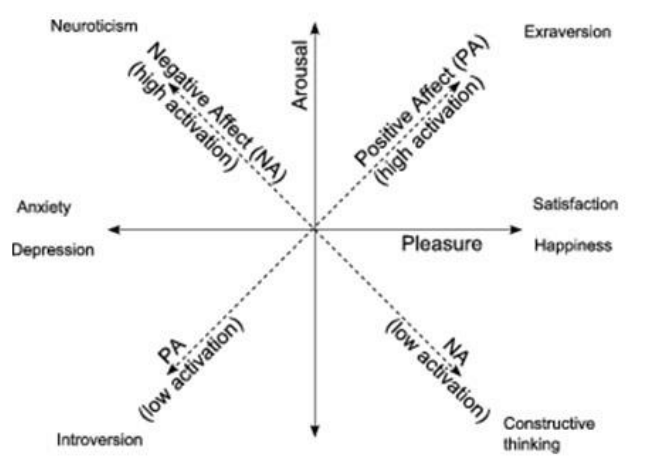 Neuroticism
Exraversion
Arousal
Negative Affect (NA)
(high activation)
Positive Affect (PA)
(high activation)
Anxiety
Depression
Pleasure
Satisfaction
Happiness
PA
(low activation)
NA
(low activation)
Introversion
Constructive
thinking